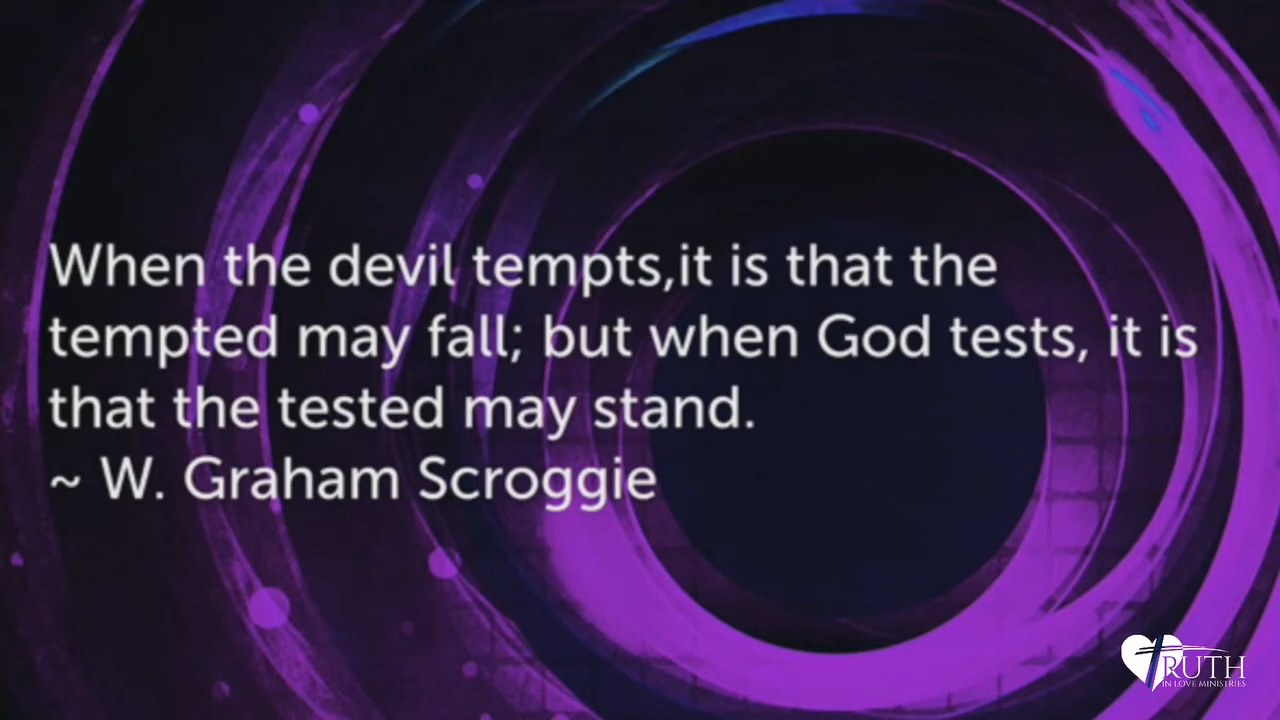 When the devil tempts,it is that the
tempted may fall; but when God tests, it is
that the tested may stand.
~ W. Graham Scroggie
TRUTH
IN LOVE MINISTRIES